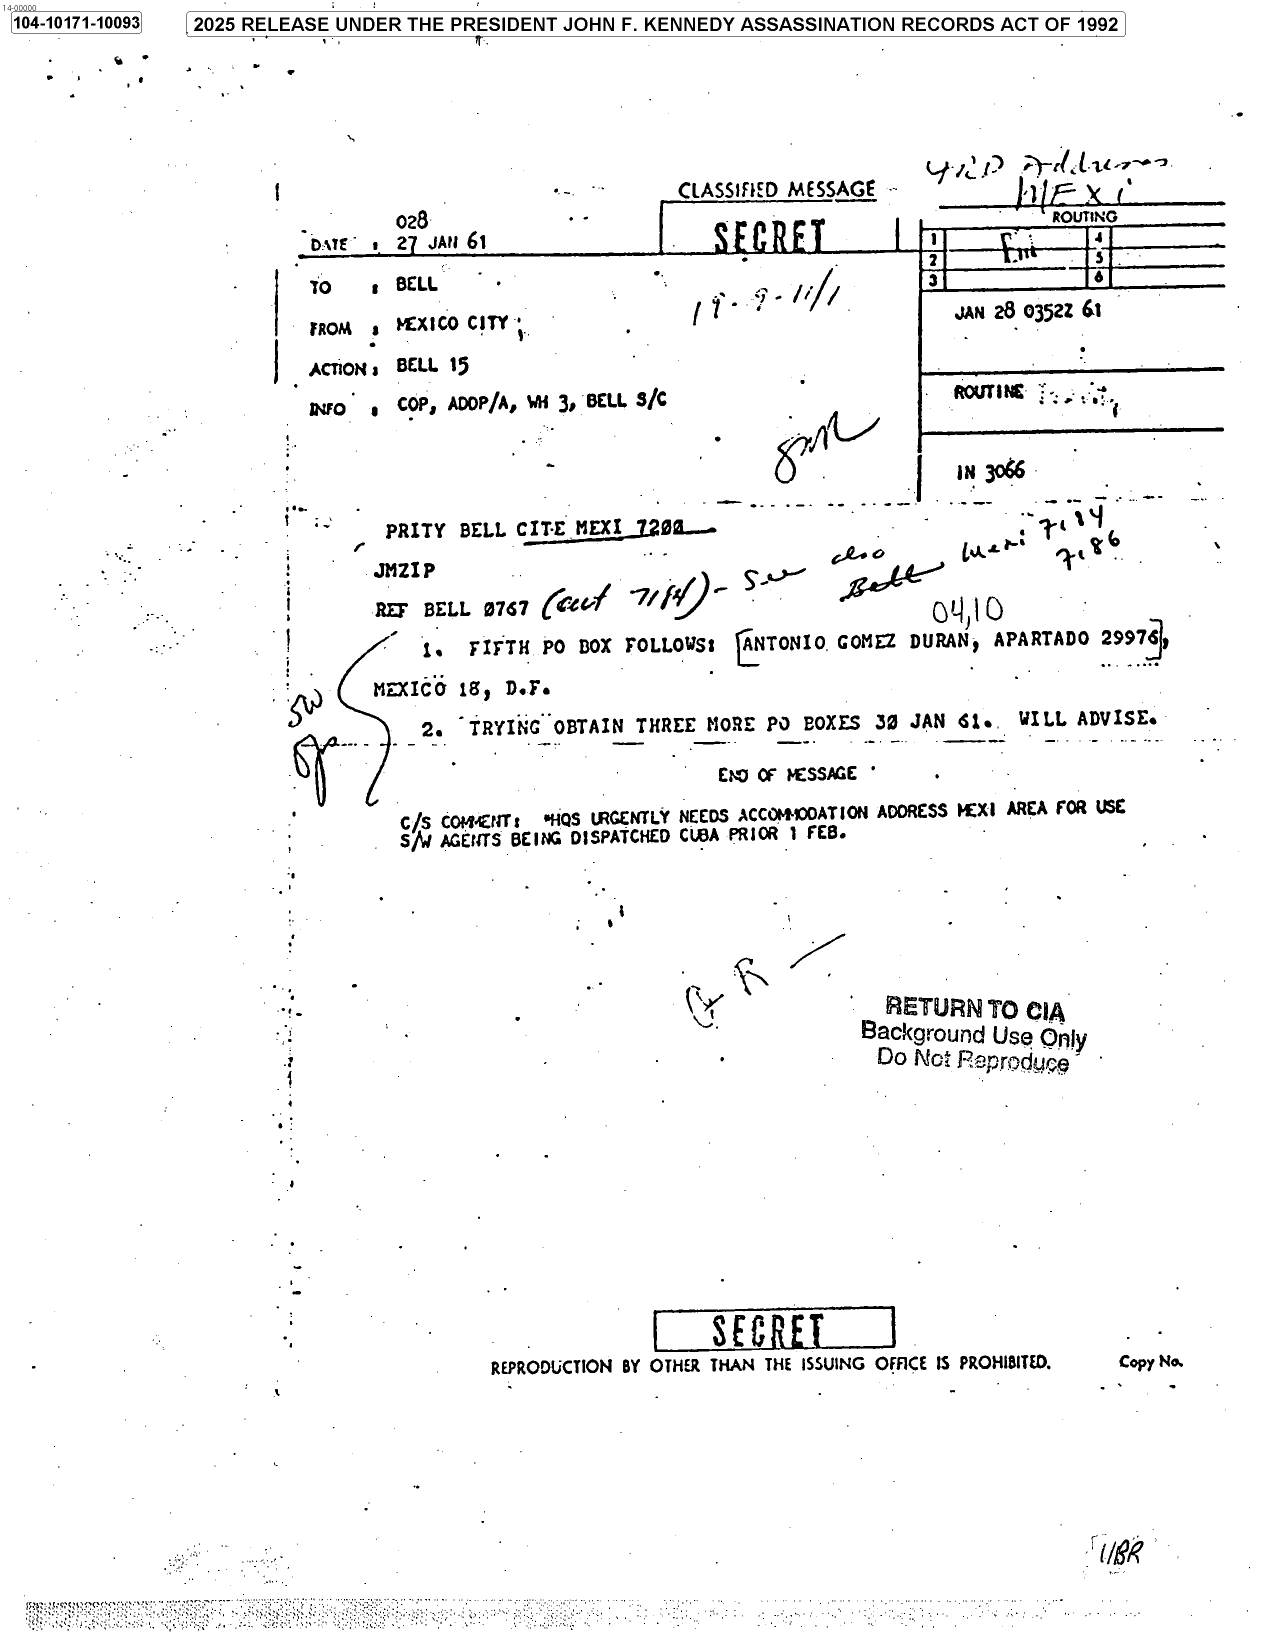 14-00000
104-10171-10093
2025 RELEASE UNDER THE PRESIDENT JOHN F. KENNEDY ASSASSINATION RECORDS ACT OF 1992
MEXI
CLASSIFIED MESSAGE
SECRET
ROUTING
1
4
2
5
3
6
028
DATE : 27 JAN 61
TO : BELL
19-9-11/1
FROM : MEXICO CITY
JAN 28 0352Z 61
ACTION: BELL 15
INFO : COP, ADDP/A, WH 3, BELL S/C
ROUTINE
IN 3066
PRITY BELL CITE MEXI 7200
JMZIP
REF BELL 0767 (out 7184) - See also Bell, Mexi 7184
7186
04,10
1. FIFTH PO BOX FOLLOWS: [ANTONIO GOMEZ DURAN, APARTADO 29976],
MEXICO 18, D.F.
SW
2. TRYING OBTAIN THREE MORE PO BOXES 30 JAN 61. WILL ADVISE.
END OF MESSAGE
C/S COMMENT: *HQS URGENTLY NEEDS ACCOMMODATION ADDRESS MEXI AREA FOR USE
S/W AGENTS BEING DISPATCHED CUBA PRIOR 1 FEB.
RETURN TO CIA
Background Use Only
Do Not Reproduce
SECRET
REPRODUCTION BY OTHER THAN THE ISSUING OFFICE IS PROHIBITED.
Copy No.
UBR